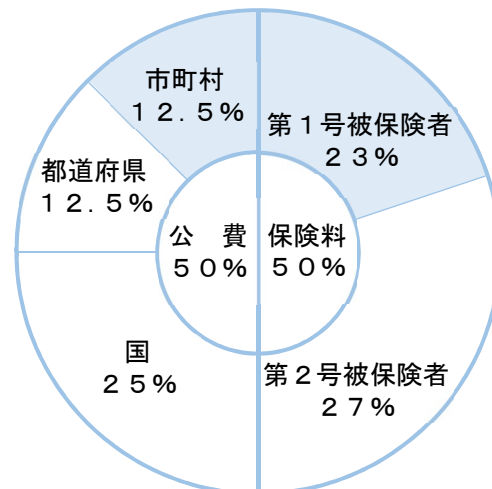 市町村
１２.５％
第１号被保険者
２３％
都道府県
１２.５％
公　費
５０％
保険料
５０％
国
２５％
第２号被保険者
２７％